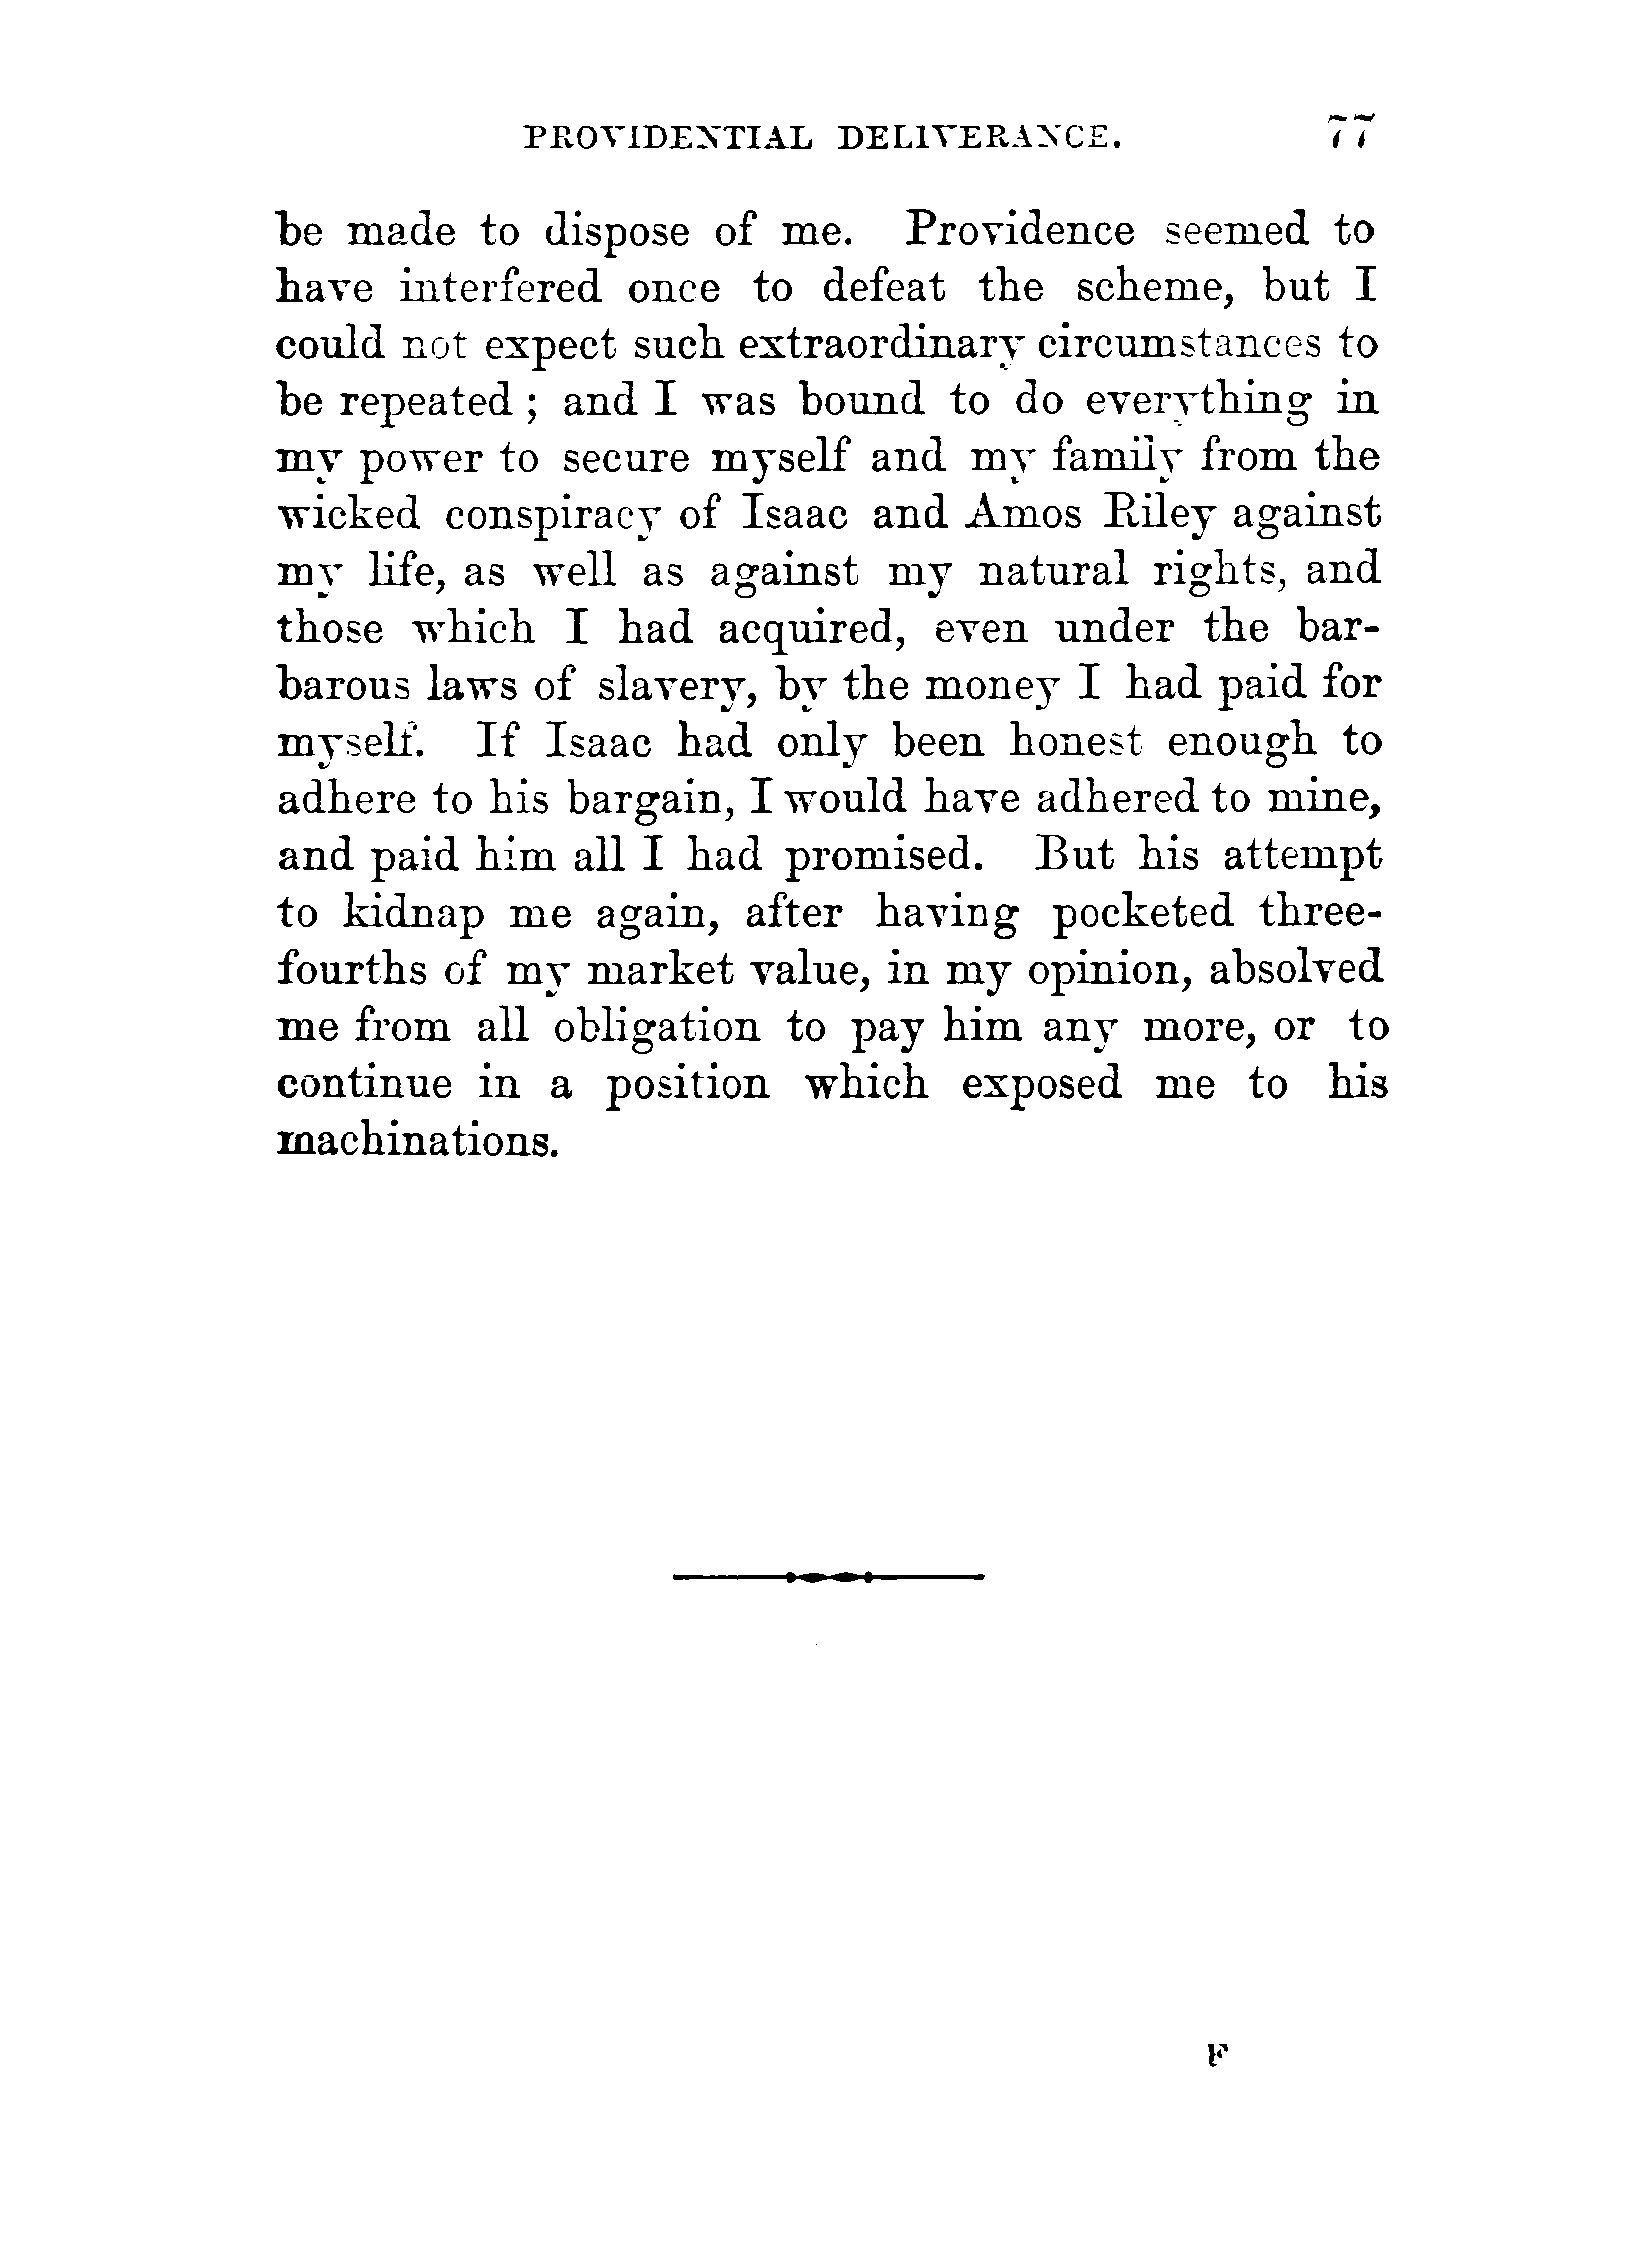 PROVIDENTIAL DELIVERANCE. 77
be made to dispose of me. Providence seemed to
have interfered once to defeat the scheme, but I
could not expect such extraordinary circumstances to
be repeated ; and I was bound to do everything in
my power to secure myself and my family from the
wicked conspiracy of Isaac and Amos Riley against
my life, as well as against my natural rights, and
those which I had acquired, even under the bar-
barous laws of slavery, by the money I had paid for
myself. If Isaac had only been honest enough to
adhere to his bargain, I would have adhered to mine,
and paid him all I had promised. But his attempt
to kidnap me again, after having pocketed three-
fourths of my market value, in my opinion, absolved
me from all obligation to pay him any more, or to
continue in a position which exposed me to his
machinations.
F